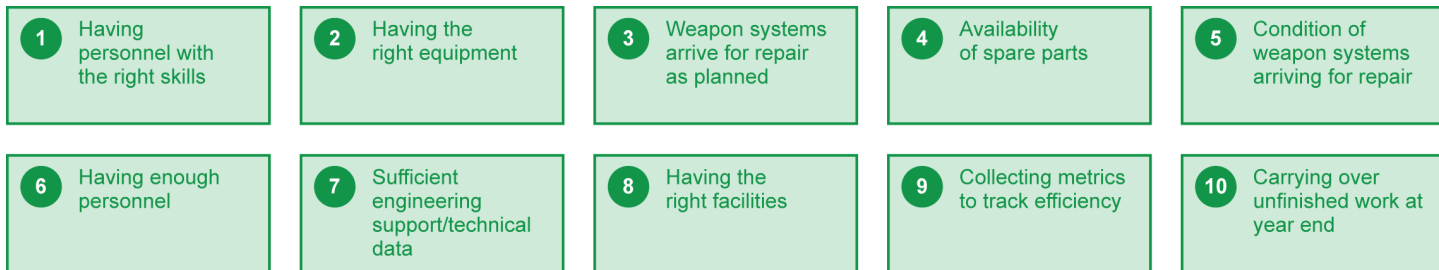 1 Having
personnel with
the right skills
2 Having the
right equipment
3 Weapon systems
arrive for repair
as planned
4 Availability
of spare parts
5 Condition of
weapon systems
arriving for repair
6 Having enough
personnel
7 Sufficient
engineering
support/technical
data
8 Having the
right facilities
9 Collecting metrics
to track efficiency
10 Carrying over
unfinished work at
year end